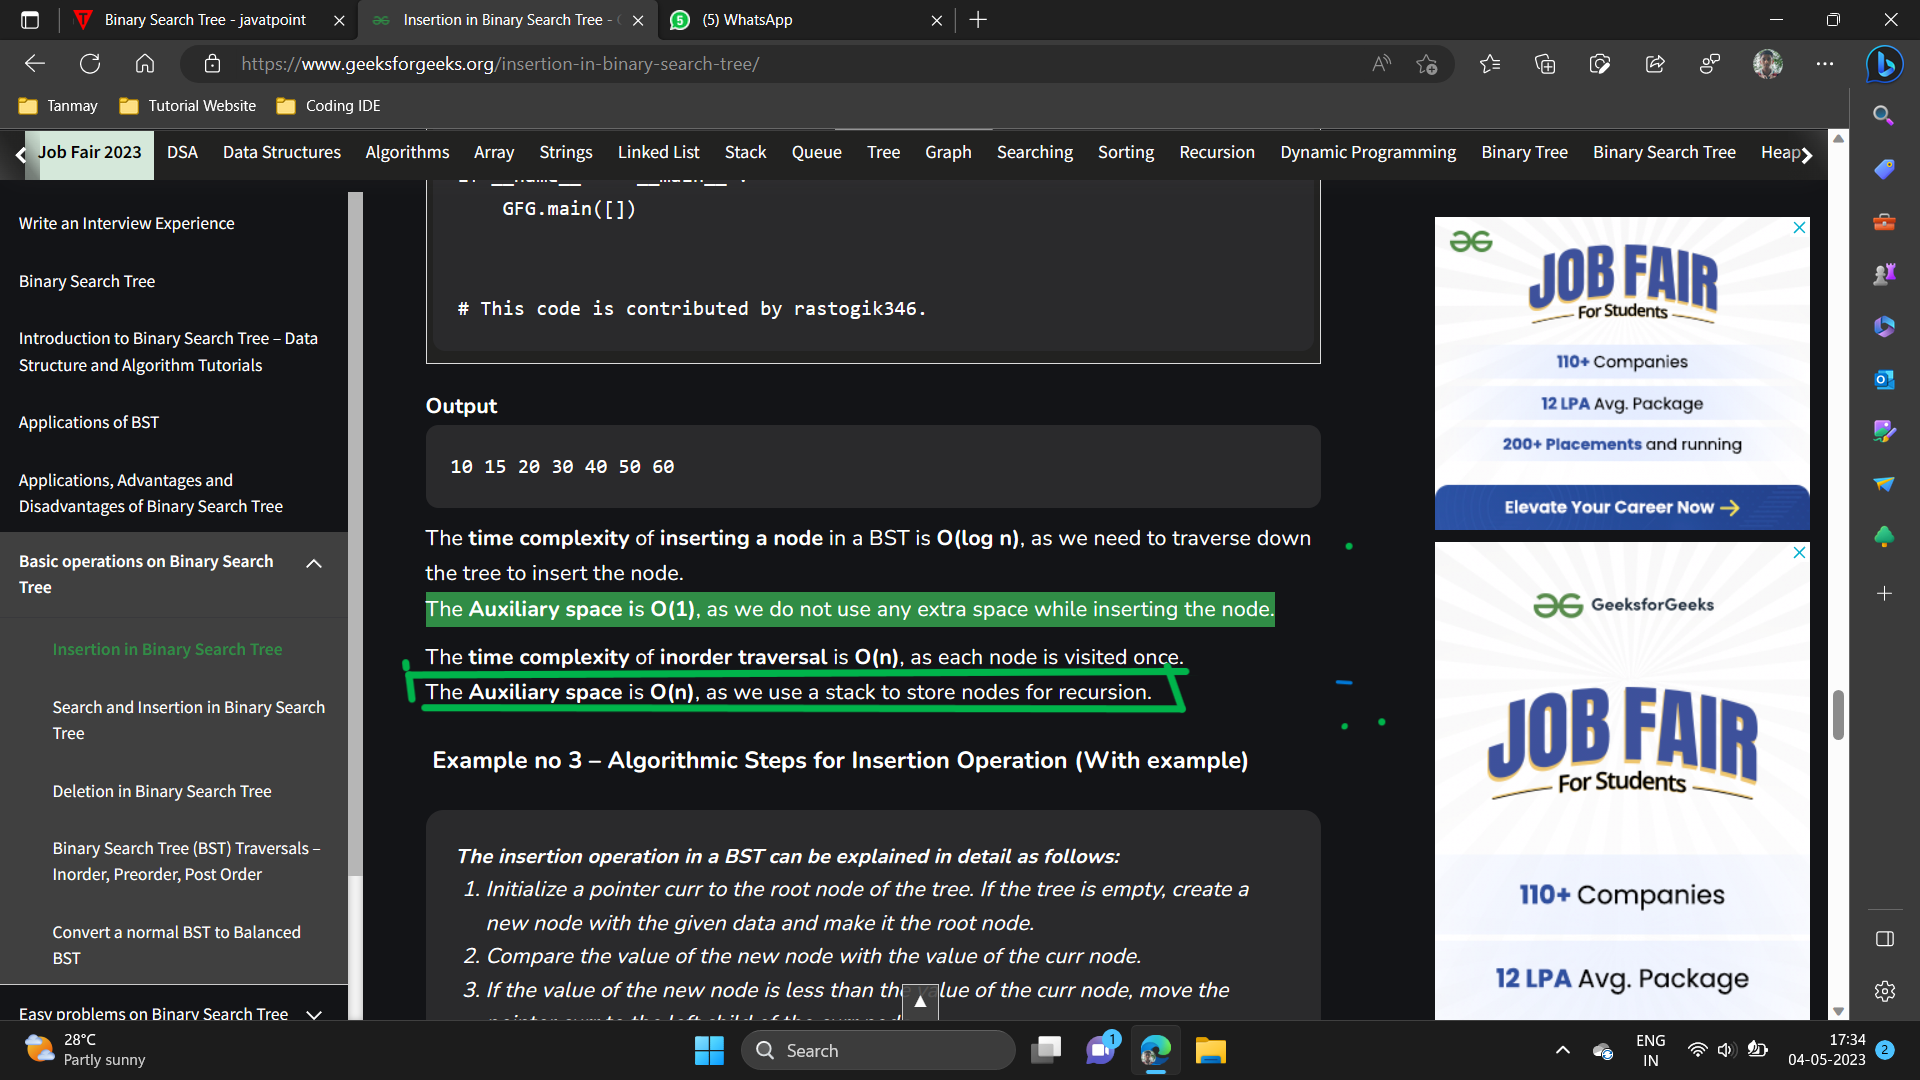 Binary Search Tree - javatpoint
Insertion in Binary Search Tree -
(5) WhatsApp
https://www.geeksforgeeks.org/insertion-in-binary-search-tree/
Tanmay
Tutorial Website
Coding IDE
Job Fair 2023
DSA
Data Structures
Algorithms
Array
Strings
Linked List
Stack
Queue
Tree
Graph
Searching
Sorting
Recursion
Dynamic Programming
Binary Tree
Binary Search Tree
Heap
Write an Interview Experience
Binary Search Tree
Introduction to Binary Search Tree – Data
Structure and Algorithm Tutorials
Applications of BST
Applications, Advantages and
Disadvantages of Binary Search Tree
Basic operations on Binary Search
Tree
Insertion in Binary Search Tree
Search and Insertion in Binary Search
Tree
Deletion in Binary Search Tree
Binary Search Tree (BST) Traversals –
Inorder, Preorder, Post Order
Convert a normal BST to Balanced
BST
Easy problems on Binary Search Tree
GFG.main([])
# This code is contributed by rastogik346.
Output
10 15 20 30 40 50 60
The time complexity of inserting a node in a BST is O(log n), as we need to traverse down
the tree to insert the node.
The Auxiliary space is O(1), as we do not use any extra space while inserting the node.
The time complexity of inorder traversal is O(n), as each node is visited once.
The Auxiliary space is O(n), as we use a stack to store nodes for recursion.
Example no 3 – Algorithmic Steps for Insertion Operation (With example)
The insertion operation in a BST can be explained in detail as follows:
1. Initialize a pointer curr to the root node of the tree. If the tree is empty, create a
new node with the given data and make it the root node.
2. Compare the value of the new node with the value of the curr node.
3. If the value of the new node is less than the value of the curr node, move the
JOB FAIR
For Students
110+ Companies
12 LPA Avg. Package
200+ Placements and running
Elevate Your Career Now →
GeeksforGeeks
JOB FAIR
For Students
110+ Companies
12 LPA Avg. Package
28°C
Partly sunny
Search
1
ENG
IN
17:34
04-05-2023
2